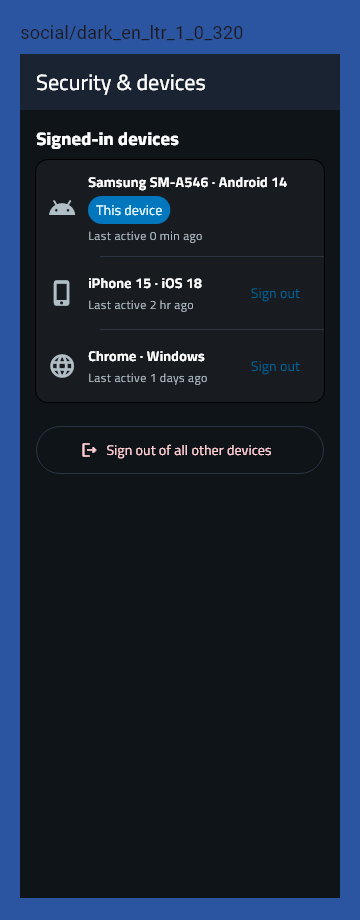 social/dark_en_ltr_1_0_320
Security & devices
Signed-in devices
Samsung SM-A546 · Android 14
This device
Last active 0 min ago
iPhone 15 · iOS 18
Last active 2 hr ago
Sign out
Chrome · Windows
Last active 1 days ago
Sign out
Sign out of all other devices